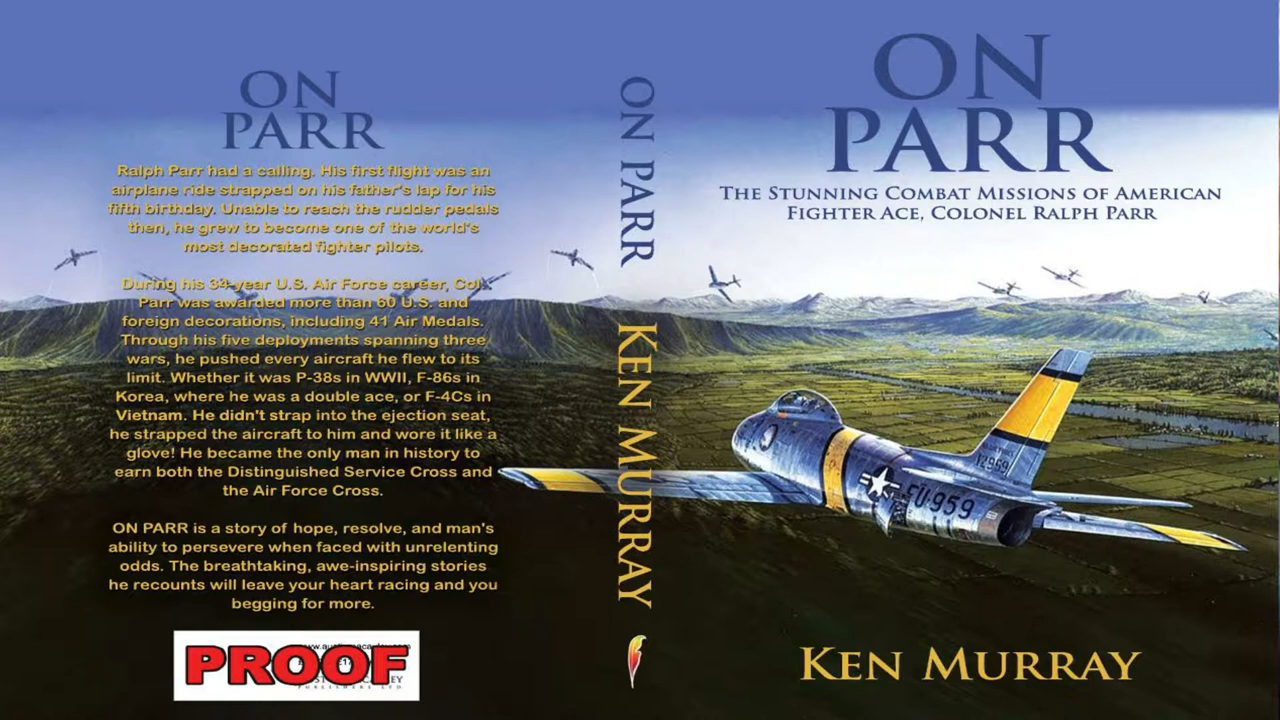 ON
PARR
Ralph Parr had a calling. His first flight was an
airplane ride strapped on his father's lap for his
fifth birthday. Unable to reach the rudder pedals
then, he grew to become one of the world's
most decorated fighter pilots.
During his 34-year U.S. Air Force career, Col.
Parr was awarded more than 60 U.S. and
foreign decorations, including 41 Air Medals.
Through his five deployments spanning three
wars, he pushed every aircraft he flew to its
limit. Whether it was P-38s in WWII, F-86s in
Korea, where he was a double ace, or F-4Cs in
Vietnam. He didn't strap into the ejection seat,
he strapped the aircraft to him and wore it like a
glove! He became the only man in history to
earn both the Distinguished Service Cross and
the Air Force Cross.
ON PARR is a story of hope, resolve, and man's
ability to persevere when faced with unrelenting
odds. The breathtaking, awe-inspiring stories
he recounts will leave your heart racing and you
begging for more.
PROOF
PUBLISHERS LTD
ON PARR
KEN MURRAY
ON
PARR
THE STUNNING COMBAT MISSIONS OF AMERICAN
FIGHTER ACE, COLONEL RALPH PARR
12959
FU-959
KEN MURRAY